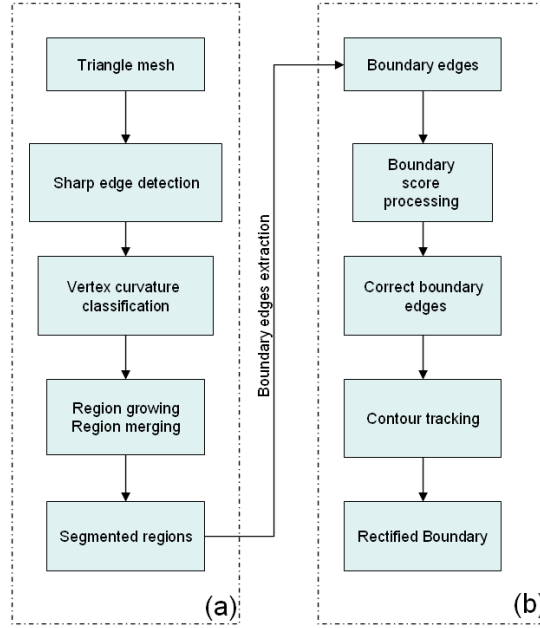 Triangle mesh
Sharp edge detection
Vertex curvature
classification
Region growing
Region merging
Segmented regions
(a)
Boundary edges extraction
Boundary edges
Boundary
score
processing
Correct boundary
edges
Contour tracking
Rectified Boundary
(b)